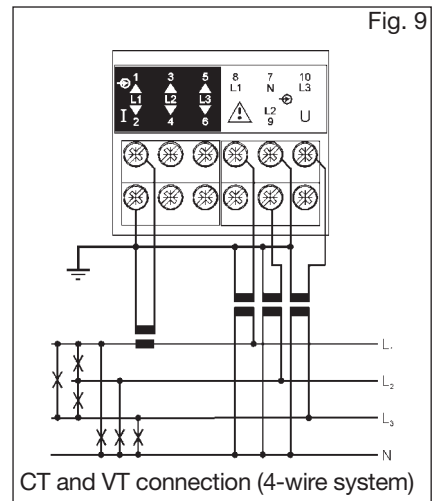 Fig. 9
1 3 5 8 7 10
L1 N L3
L1 L2 L3
I 2 4 6 L2 9 U
L1
L2
L3
N
CT and VT connection (4-wire system)